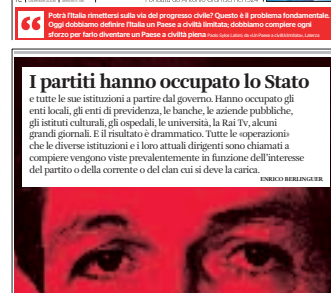 Potrà l'Italia rimettersi sulla via del progresso civile? Questo è il problema fondamentale.
Oggi dobbiamo definire l'Italia un Paese a civiltà limitata; dobbiamo compiere ogni
sforzo per farlo diventare un Paese a civiltà piena
I partiti hanno occupato lo Stato
e tutte le sue istituzioni a partire dal governo. Hanno occupato gli
enti locali, gli enti di previdenza, le banche, le aziende pubbliche,
gli istituti culturali, gli ospedali, le università, la Rai Tv, alcuni
grandi giornali. E il risultato è drammatico. Tutte le «operazioni»
che le diverse istituzioni e i loro attuali dirigenti sono chiamati a
compiere vengono viste prevalentemente in funzione dell'interesse
del partito o della corrente o del clan cui si deve la carica.
ENRICO BERLINGUER